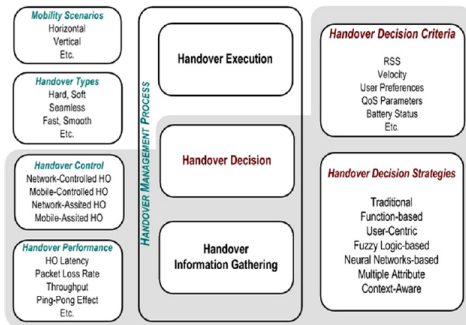 Mobility Scenarios
Horizontal
Vertical
Etc.
Handover Types
Hard, Soft
Seamless
Fast, Smooth
Etc.
Handover Control
Network-Controlled HO
Mobile-Controlled HO
Network-Assited HO
Mobile-Assited HO
Handover Performance
HO Latency
Packet Loss Rate
Throughput
Ping-Pong Effect
Etc.
HANDOVER MANAGEMENT PROCESS
Handover Execution
Handover Decision
Handover
Information Gathering
Handover Decision Criteria
RSS
Velocity
User Preferences
QoS Parameters
Battery Status
Etc.
Handover Decision Strategies
Traditional
Function-based
User-Centric
Fuzzy Logic-based
Neural Networks-based
Multiple Attribute
Context-Aware